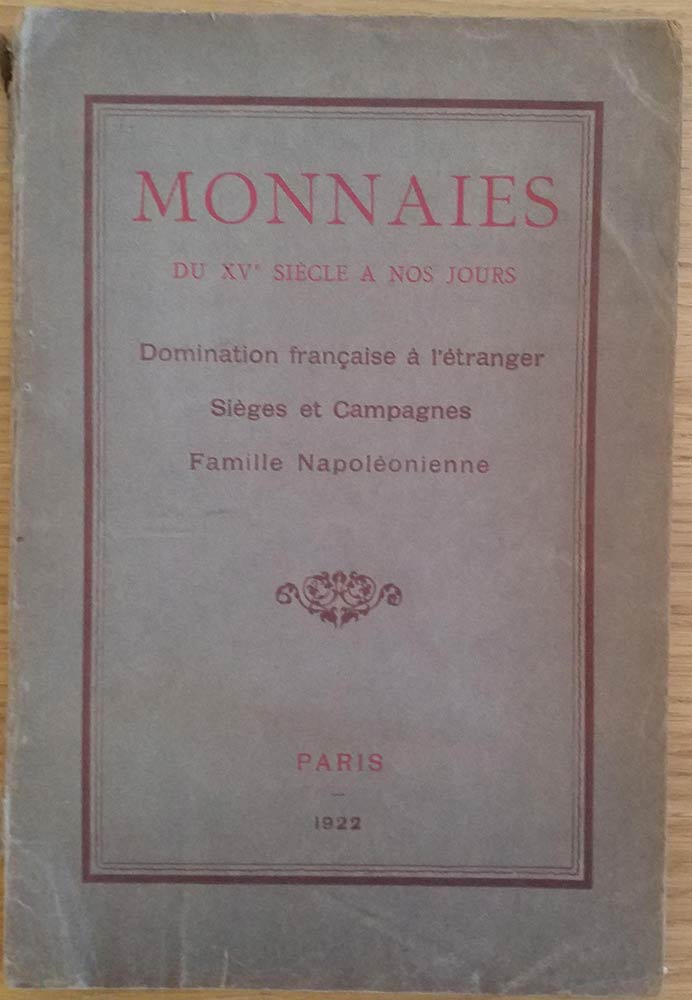 MONNAIES
DU XVᵉ SIÈCLE A NOS JOURS
Domination française à l'étranger
Sièges et Campagnes
Famille Napoléonienne
PARIS
1922